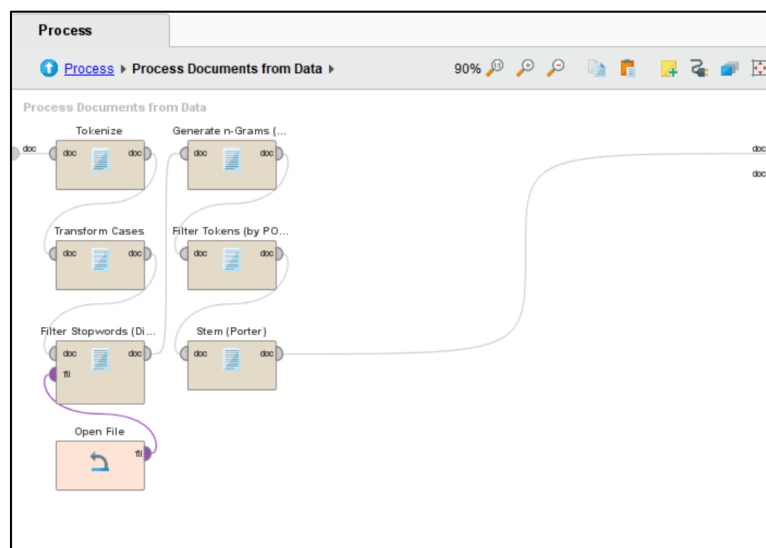 Process
Process ▸ Process Documents from Data ▸
90%
Process Documents from Data
Tokenize
Generate n-Grams (...
doc
doc
doc
doc
doc
doc
doc
Transform Cases
Filter Tokens (by PO...
doc
doc
doc
doc
Filter Stopwords (Di...
Stem (Porter)
doc
doc
doc
doc
fil
Open File
fil